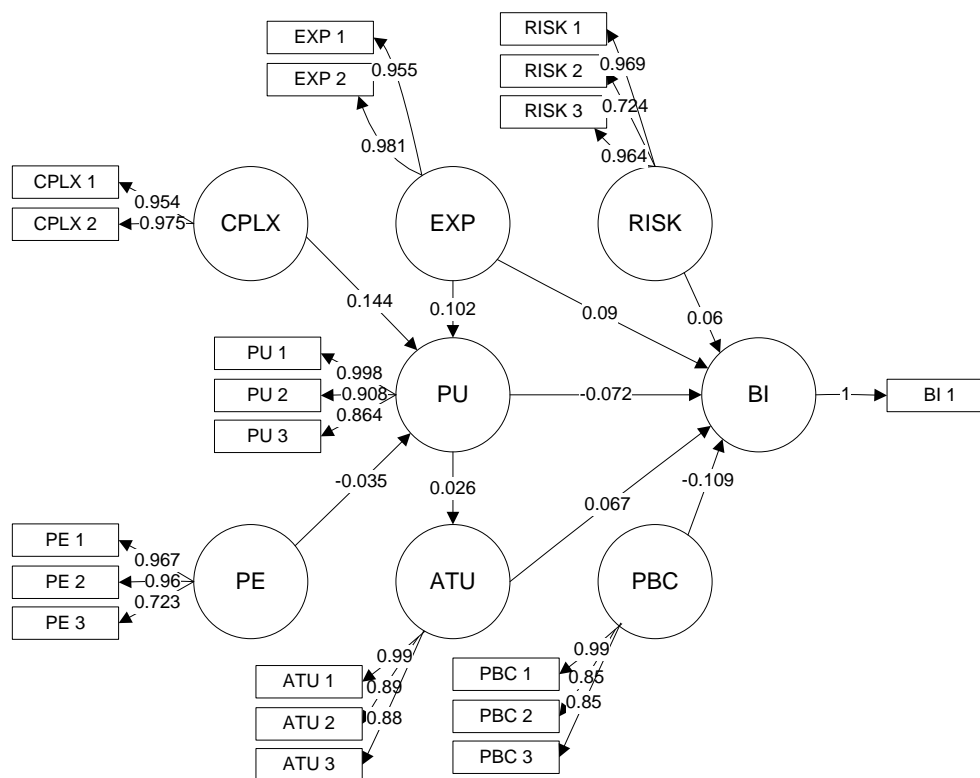 EXP 1
EXP 2
0.955
0.981
RISK 1
RISK 2
RISK 3
0.969
0.724
0.964
CPLX 1
CPLX 2
0.954
0.975
CPLX
EXP
RISK
0.144
0.102
0.09
0.06
PU 1
PU 2
PU 3
0.998
0.908
0.864
PU
-0.072
BI
1
BI 1
-0.035
0.026
0.067
-0.109
PE 1
PE 2
PE 3
0.967
0.96
0.723
PE
ATU
PBC
ATU 1
ATU 2
ATU 3
0.99
0.89
0.88
PBC 1
PBC 2
PBC 3
0.99
0.85
0.85